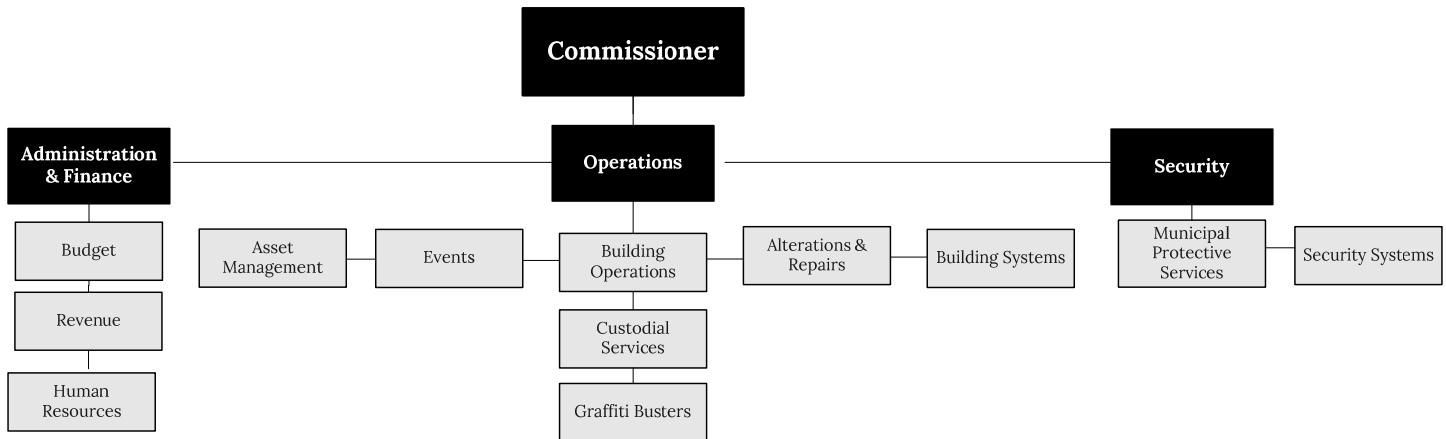 Commissioner
Administration
& Finance
Operations
Security
Budget
Revenue
Human
Resources
Asset
Management
Events
Building
Operations
Alterations &
Repairs
Building Systems
Custodial
Services
Graffiti Busters
Municipal
Protective
Services
Security Systems